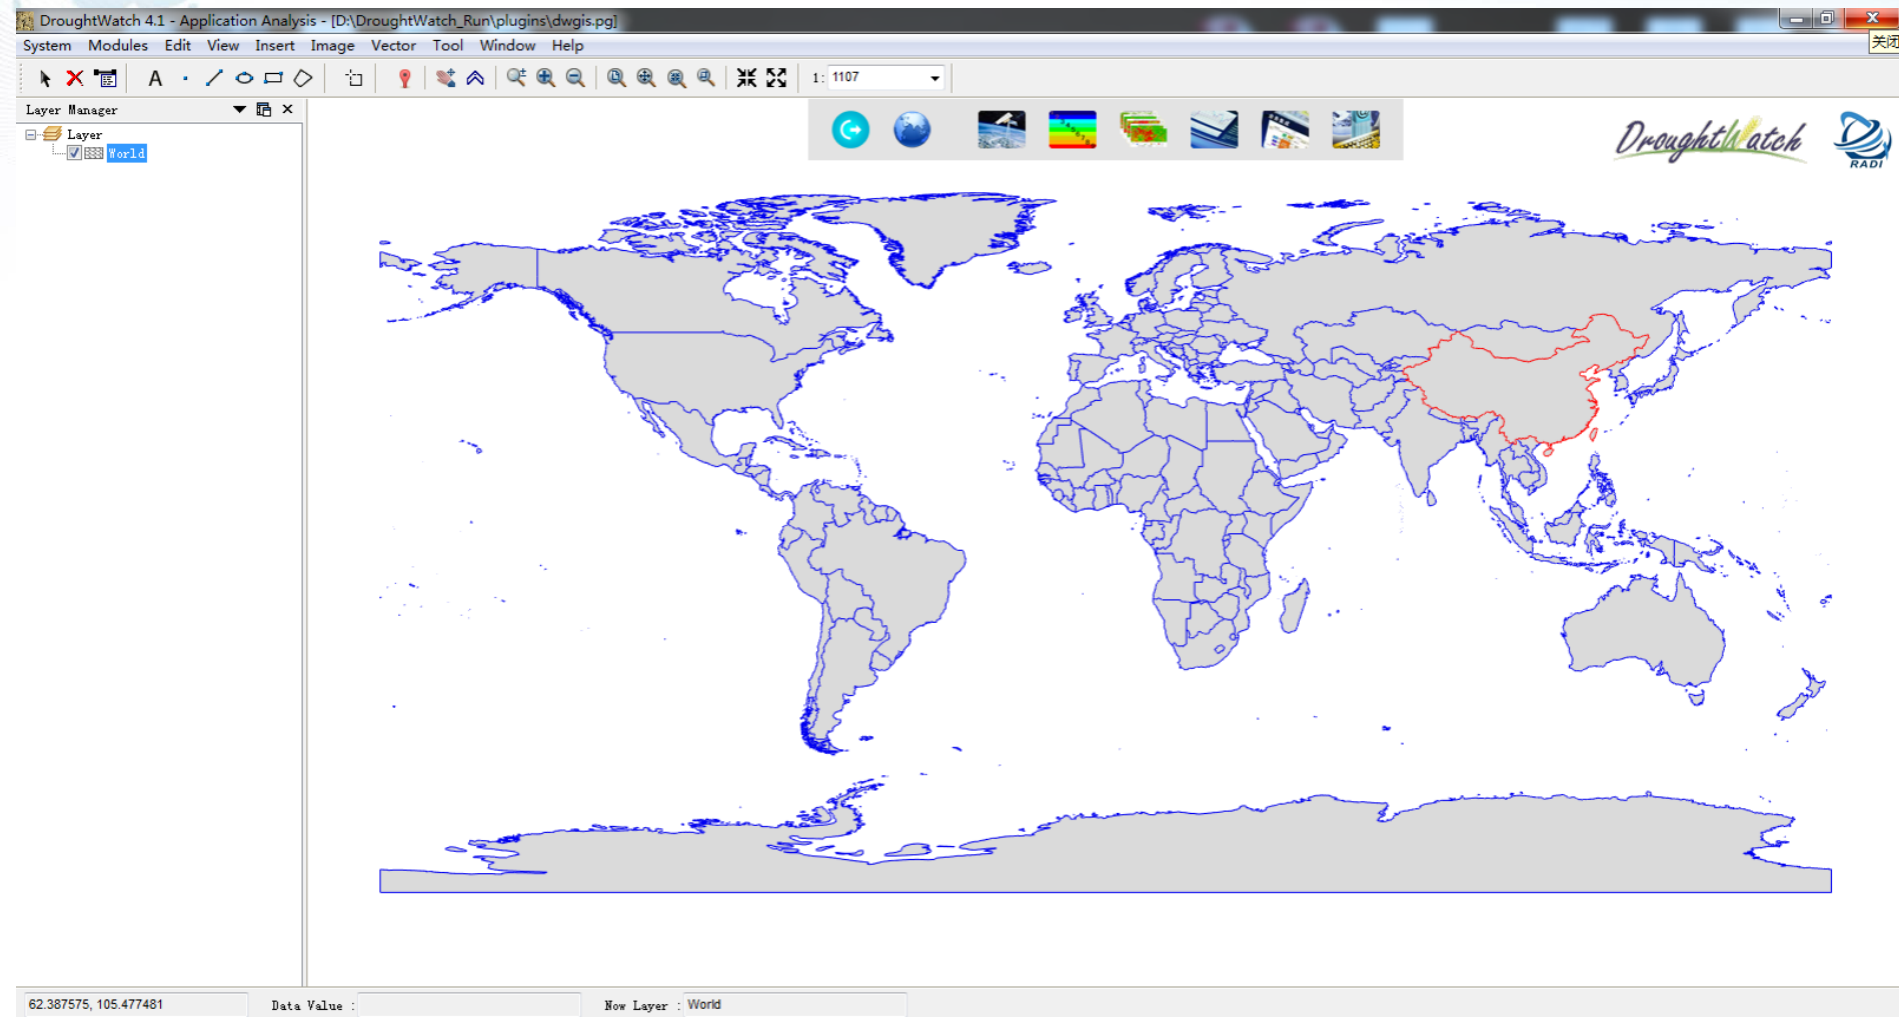 DroughtWatch 4.1 - Application Analysis - [D:\DroughtWatch_Run\plugins\dwgis.pg]
关闭
System Modules Edit View Insert Image Vector Tool Window Help
A
1: 1107
Layer Manager
Layer
World
DroughtWatch
RADI
62.387575, 105.477481 Data Value : Now Layer : World